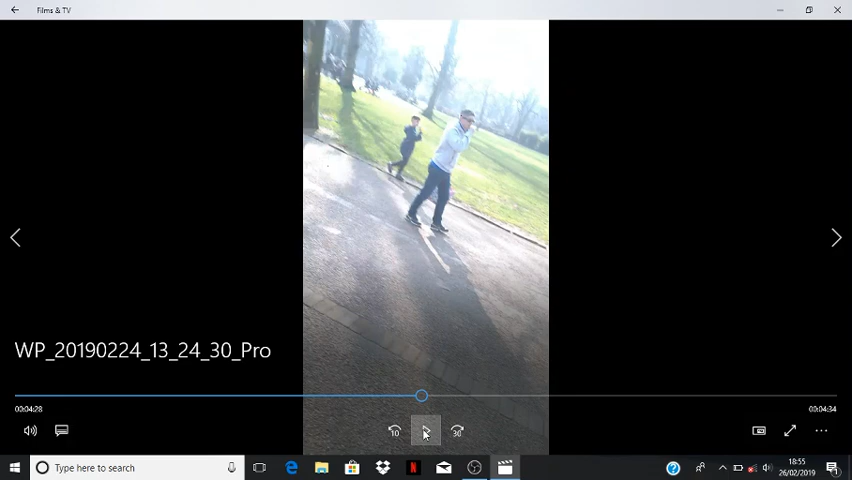 Films & TV
WP_20190224_13_24_30_Pro
00:04:28
00:04:34
10
30
Type here to search
18:55
26/02/2019